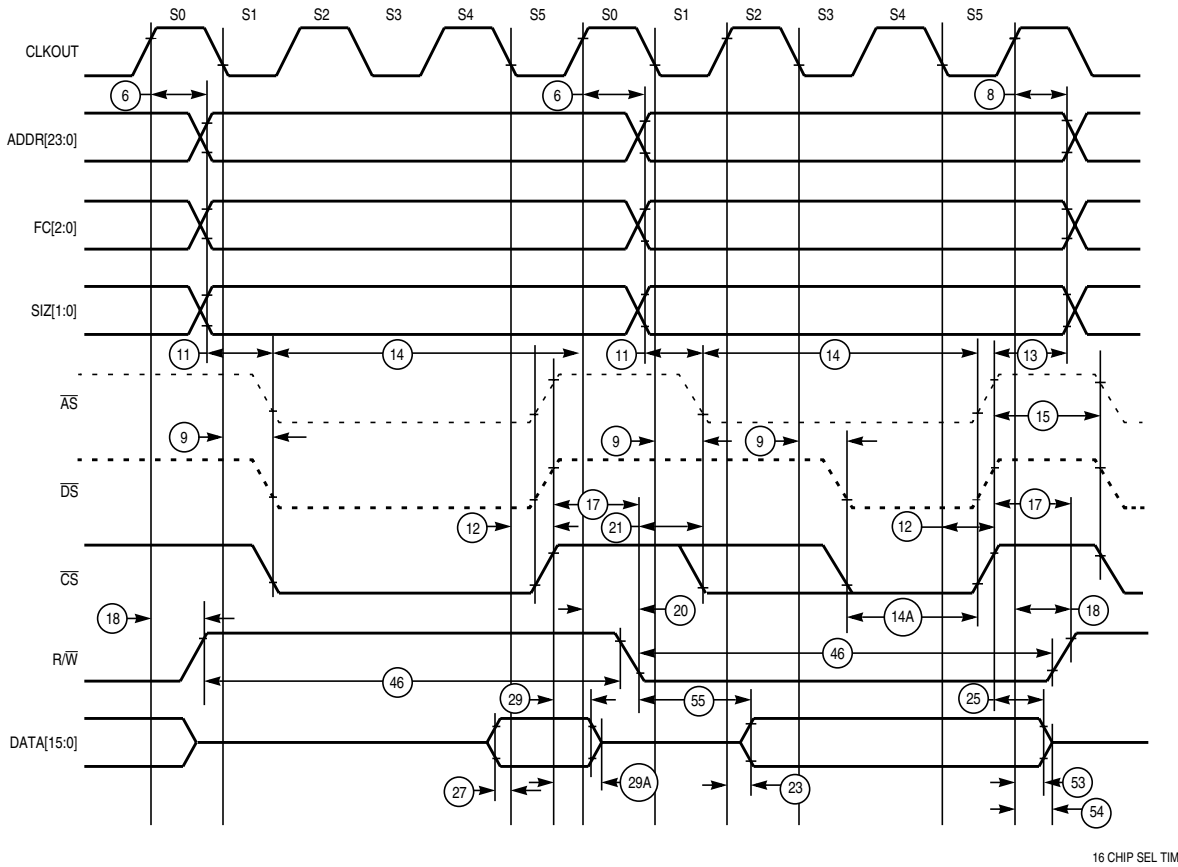 S0 S1 S2 S3 S4 S5 S0 S1 S2 S3 S4 S5
CLKOUT
6 6 8
ADDR[23:0]
FC[2:0]
SIZ[1:0]
11 14 11 14 13
AS
15
9 9 9
DS
17 17
12 21 12
CS
18 20 14A 18
R/W
46 46
29 55 25
DATA[15:0]
27 29A 23 53
54
16 CHIP SEL TIM